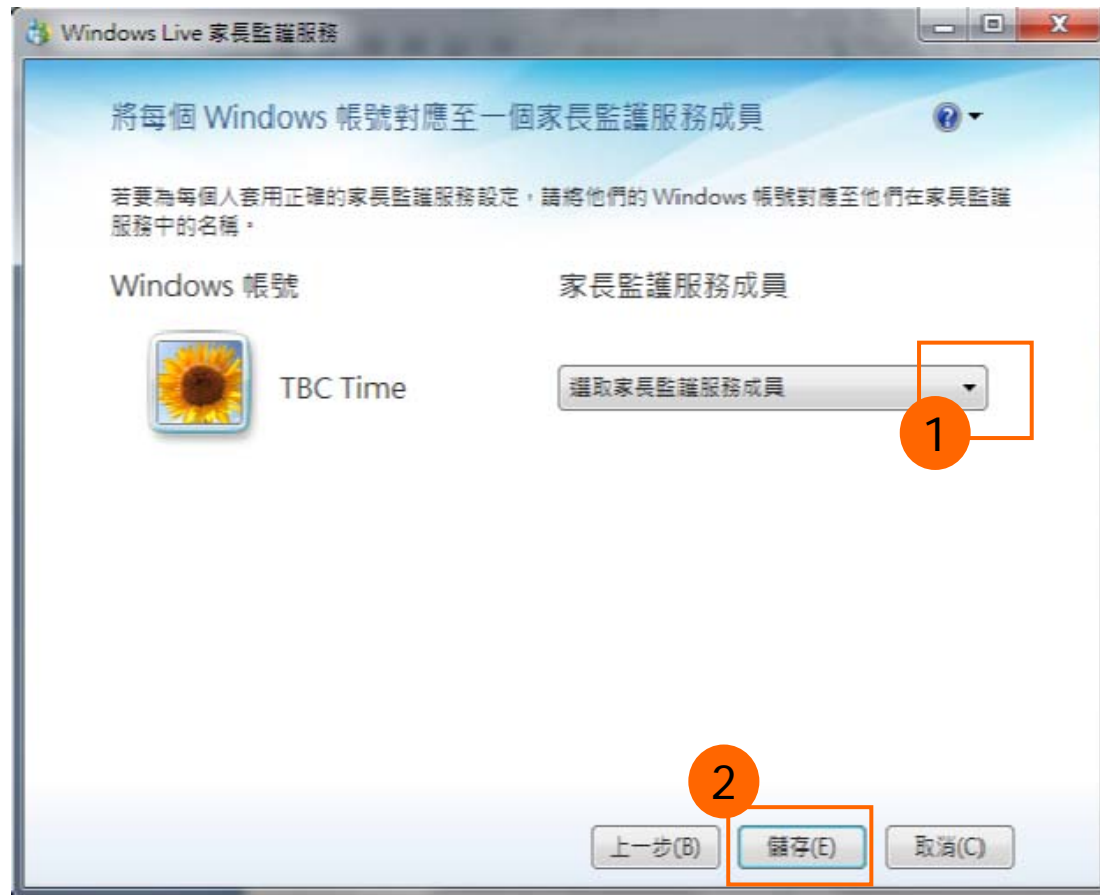 Windows Live 家長監護服務
將每個 Windows 帳號對應至一個家長監護服務成員
若要為每個人套用正確的家長監護服務設定，請將他們的 Windows 帳號對應至他們在家長監護
服務中的名稱。
Windows 帳號
家長監護服務成員
TBC Time
選取家長監護服務成員
1
2
上一步(B)
儲存(E)
取消(C)